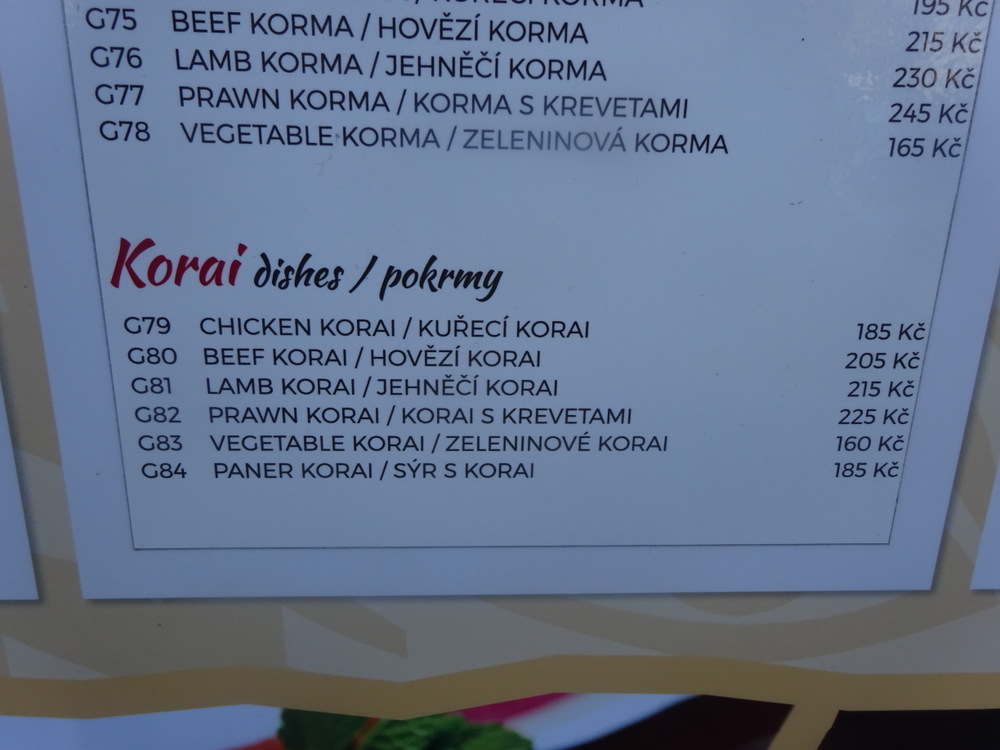 KORMA 195 Kč
G75 BEEF KORMA / HOVĚZÍ KORMA 215 Kč
G76 LAMB KORMA / JEHNĚČÍ KORMA 230 Kč
G77 PRAWN KORMA / KORMA S KREVETAMI 245 Kč
G78 VEGETABLE KORMA / ZELENINOVÁ KORMA 165 Kč
Korai dishes / pokrmy
G79 CHICKEN KORAI / KUŘECÍ KORAI 185 Kč
G80 BEEF KORAI / HOVĚZÍ KORAI 205 Kč
G81 LAMB KORAI / JEHNĚČÍ KORAI 215 Kč
G82 PRAWN KORAI / KORAI S KREVETAMI 225 Kč
G83 VEGETABLE KORAI / ZELENINOVÉ KORAI 160 Kč
G84 PANER KORAI / SÝR S KORAI 185 Kč